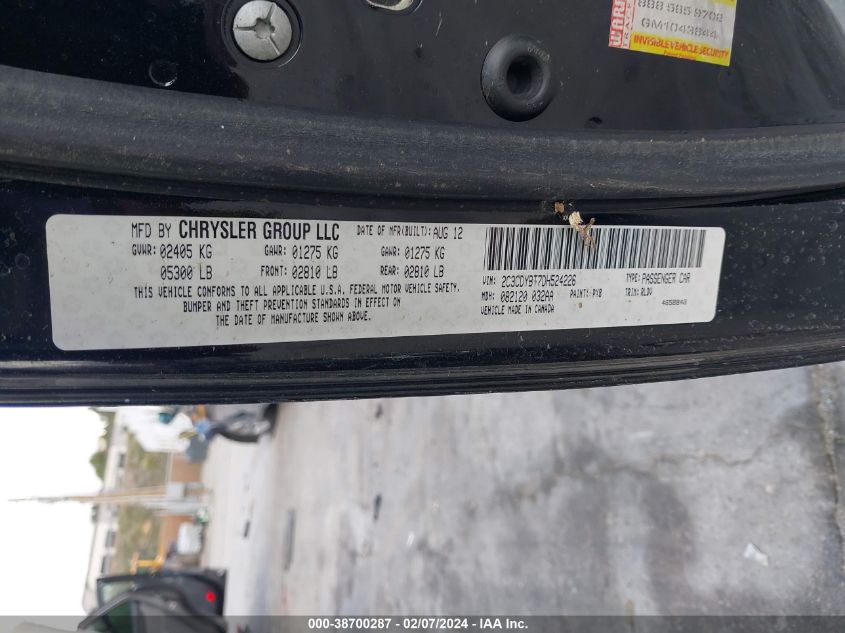 888 565 9702
GM1043844
INVISIBLE VEHICLE SECURITY
MFD BY CHRYSLER GROUP LLC DATE OF MFR(BUILT): AUG 12
GVWR: 02405 KG GAWR: 01275 KG GAWR: 01275 KG
05300 LB FRONT: 02810 LB REAR: 02810 LB
THIS VEHICLE CONFORMS TO ALL APPLICABLE U.S.A. FEDERAL MOTOR VEHICLE SAFETY,
BUMPER AND THEFT PREVENTION STANDARDS IN EFFECT ON
THE DATE OF MANUFACTURE SHOWN ABOVE.
VIN: 2C3CDYBT7DH524226 TYPE: PASSENGER CAR
MDH: 082120 032AA PAINT: PX8 TRIM: RLDV
VEHICLE MADE IN CANADA 4658840
000-38700287 - 02/07/2024 - IAA Inc.